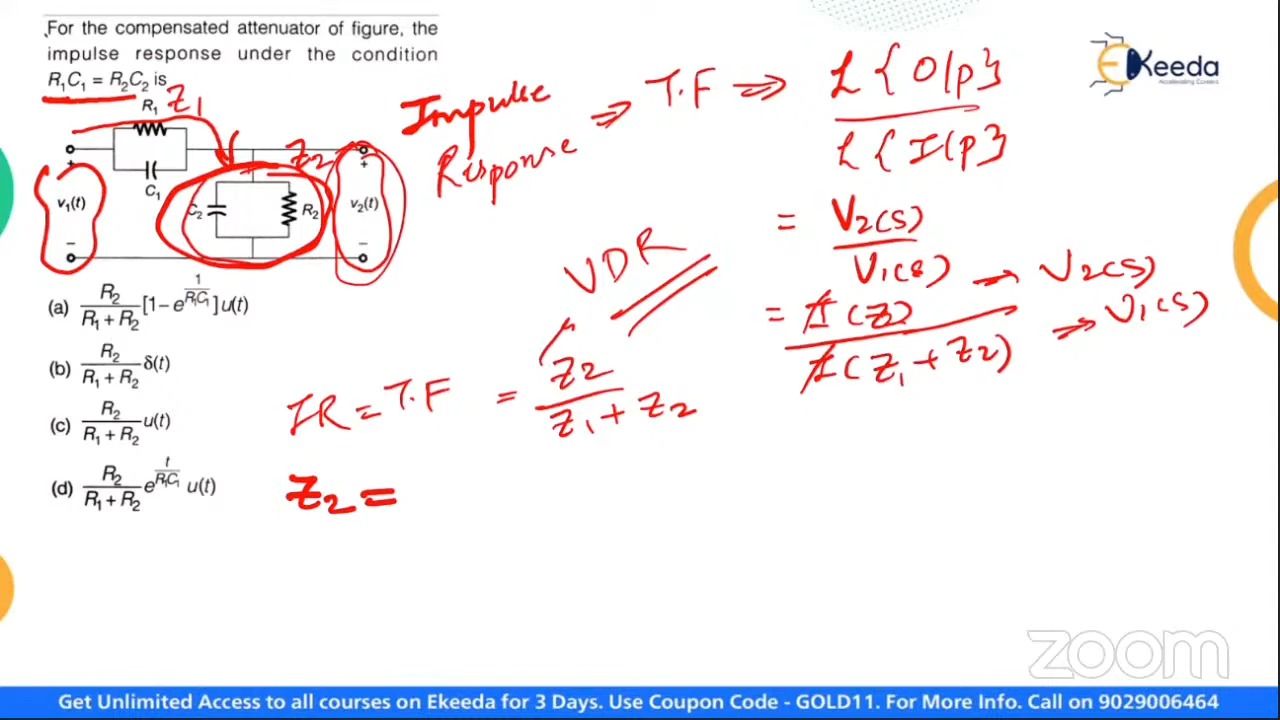 For the compensated attenuator of figure, the
impulse response under the condition
R₁C₁ = R₂C₂ is
R₁
Z₁
C₁
Z₂
v₁(t)
C₂
R₂
v₂(t)
+
+
−
−
(a) R₂/(R₁ + R₂) [1 − e^(1/(R₁C₁))] u(t)
(b) R₂/(R₁ + R₂) δ(t)
(c) R₂/(R₁ + R₂) u(t)
(d) R₂/(R₁ + R₂) e^(t/(R₁C₁)) u(t)
Impulse
Response ⇒ T.F ⇒ L{O/p} / L{I/p}
= V₂(s) / V₁(s) → V₂(s)
= I(Z) / I(Z₁ + Z₂) → V₁(s)
VDR
IR = T.F = Z₂ / (Z₁ + Z₂)
Z₂ =
EKeeda
Accelerating Careers
zoom
Get Unlimited Access to all courses on Ekeeda for 3 Days. Use Coupon Code - GOLD11. For More Info. Call on 9029006464